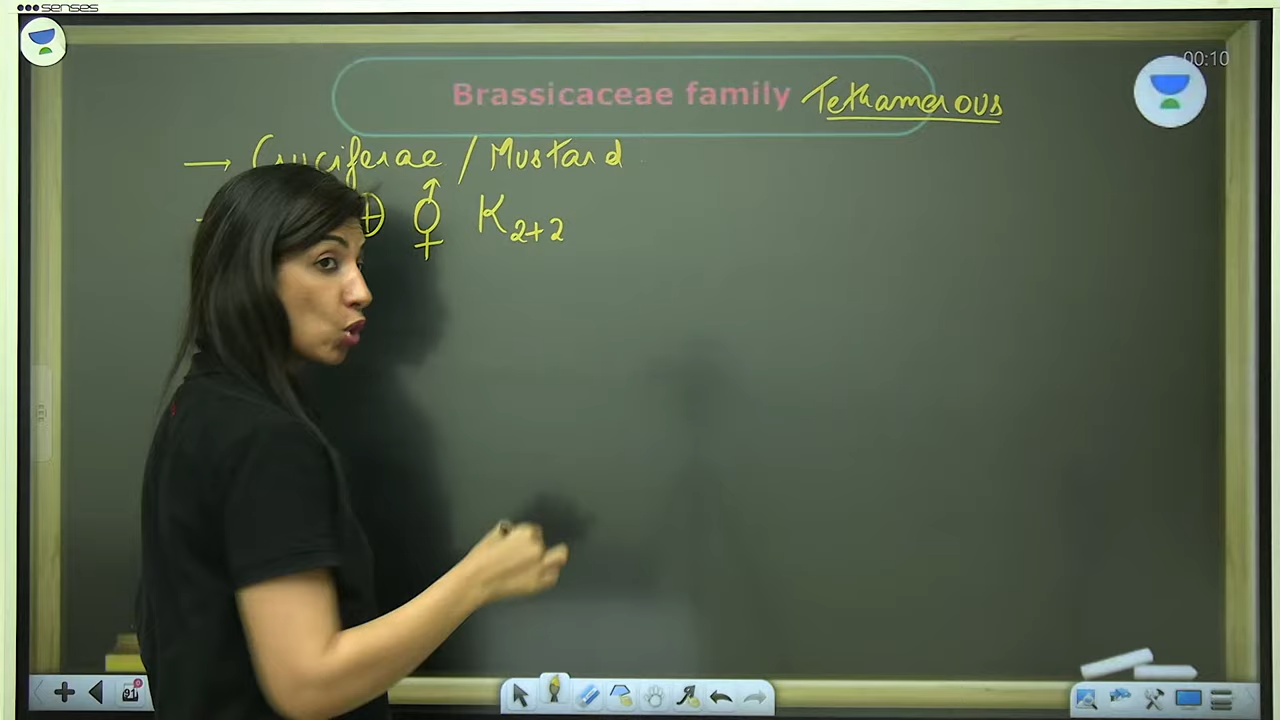 senses
00:10
Brassicaceae family Tetramerous
→ Cruciferae / Mustard
⊕ ⚥ K2+2